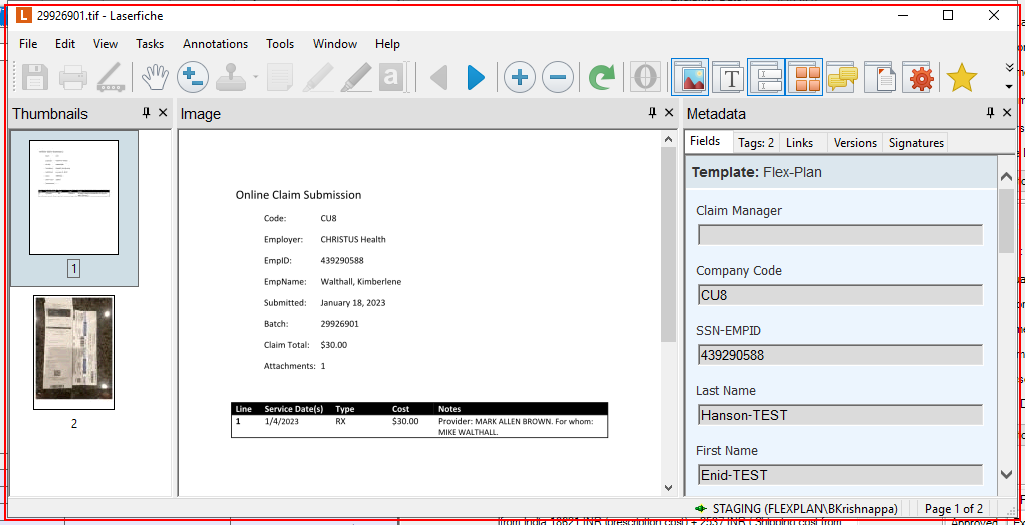 29926901.tif - Laserfiche
File Edit View Tasks Annotations Tools Window Help
Thumbnails
1
2
Image
Online Claim Submission
Code: CU8
Employer: CHRISTUS Health
EmpID: 439290588
EmpName: Walthall, Kimberlene
Submitted: January 18, 2023
Batch: 29926901
Claim Total: $30.00
Attachments: 1
Line Service Date(s) Type Cost Notes
1 1/4/2023 RX $30.00 Provider: MARK ALLEN BROWN. For whom:
MIKE WALTHALL.
Metadata
Fields Tags: 2 Links Versions Signatures
Template: Flex-Plan
Claim Manager
Company Code
CU8
SSN-EMPID
439290588
Last Name
Hanson-TEST
First Name
Enid-TEST
STAGING (FLEXPLAN\BKrishnappa) Page 1 of 2